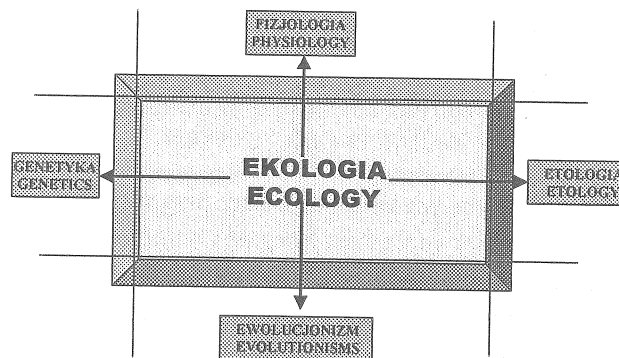 FIZJOLOGIA
PHYSIOLOGY
EKOLOGIA
ECOLOGY
GENETYKA
GENETICS
ETOLOGIA
ETOLOGY
EWOLUCJONIZM
EVOLUTIONISMS